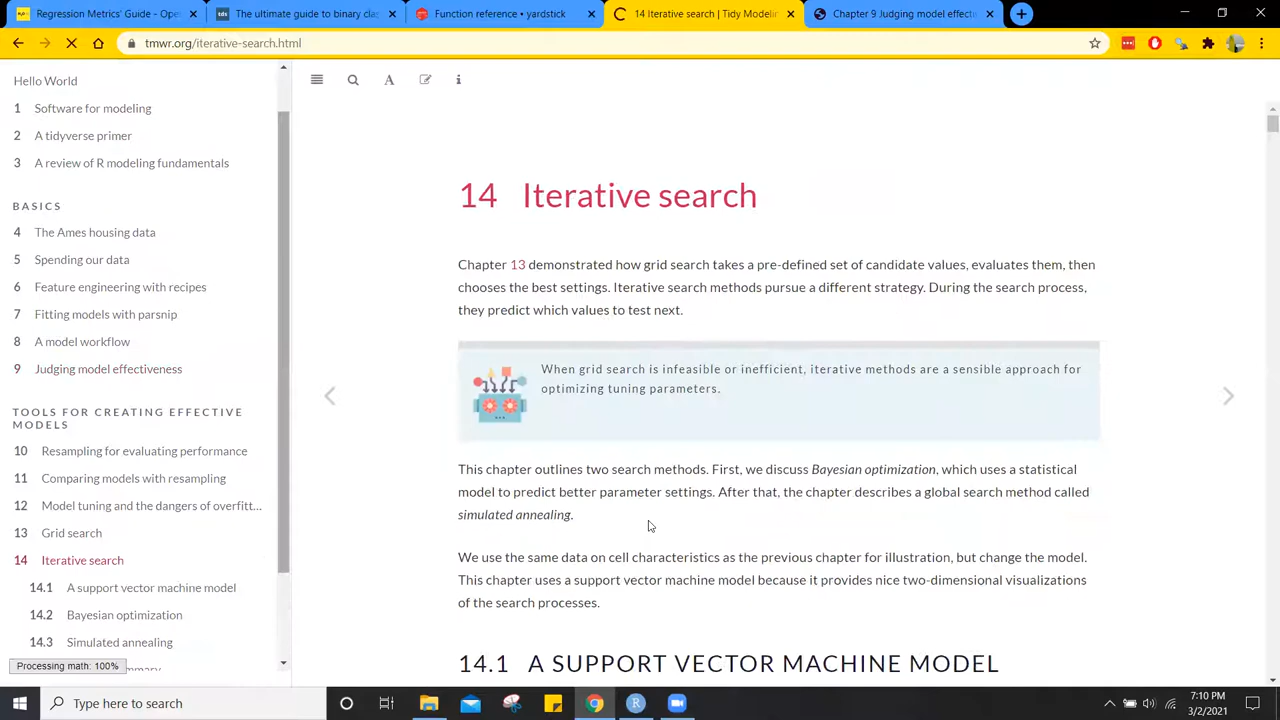 Regression Metrics' Guide - Ope
The ultimate guide to binary clas
Function reference • yardstick
14 Iterative search | Tidy Modelin
Chapter 9 Judging model effecti
tmwr.org/iterative-search.html
Hello World
1 Software for modeling
2 A tidyverse primer
3 A review of R modeling fundamentals
BASICS
4 The Ames housing data
5 Spending our data
6 Feature engineering with recipes
7 Fitting models with parsnip
8 A model workflow
9 Judging model effectiveness
TOOLS FOR CREATING EFFECTIVE
MODELS
10 Resampling for evaluating performance
11 Comparing models with resampling
12 Model tuning and the dangers of overfitt...
13 Grid search
14 Iterative search
14.1 A support vector machine model
14.2 Bayesian optimization
14.3 Simulated annealing
Processing math: 100%
14 Iterative search
Chapter 13 demonstrated how grid search takes a pre-defined set of candidate values, evaluates them, then
chooses the best settings. Iterative search methods pursue a different strategy. During the search process,
they predict which values to test next.
When grid search is infeasible or inefficient, iterative methods are a sensible approach for
optimizing tuning parameters.
This chapter outlines two search methods. First, we discuss Bayesian optimization, which uses a statistical
model to predict better parameter settings. After that, the chapter describes a global search method called
simulated annealing.
We use the same data on cell characteristics as the previous chapter for illustration, but change the model.
This chapter uses a support vector machine model because it provides nice two-dimensional visualizations
of the search processes.
14.1 A SUPPORT VECTOR MACHINE MODEL
Type here to search
7:10 PM
3/2/2021